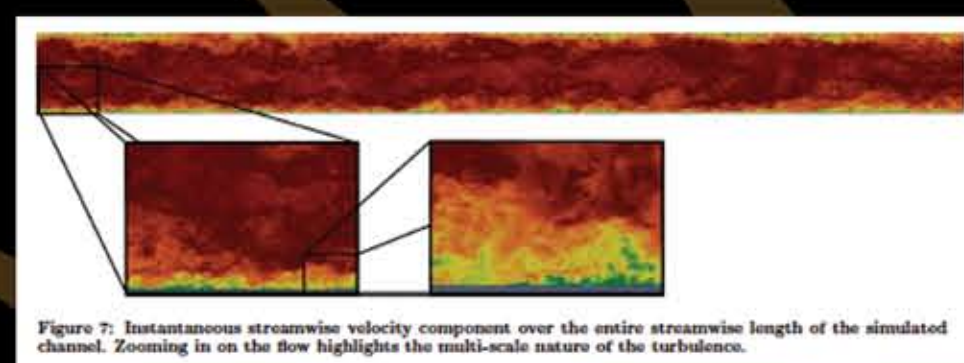 Figure 7: Instantaneous streamwise velocity component over the entire streamwise length of the simulated
channel. Zooming in on the flow highlights the multi-scale nature of the turbulence.